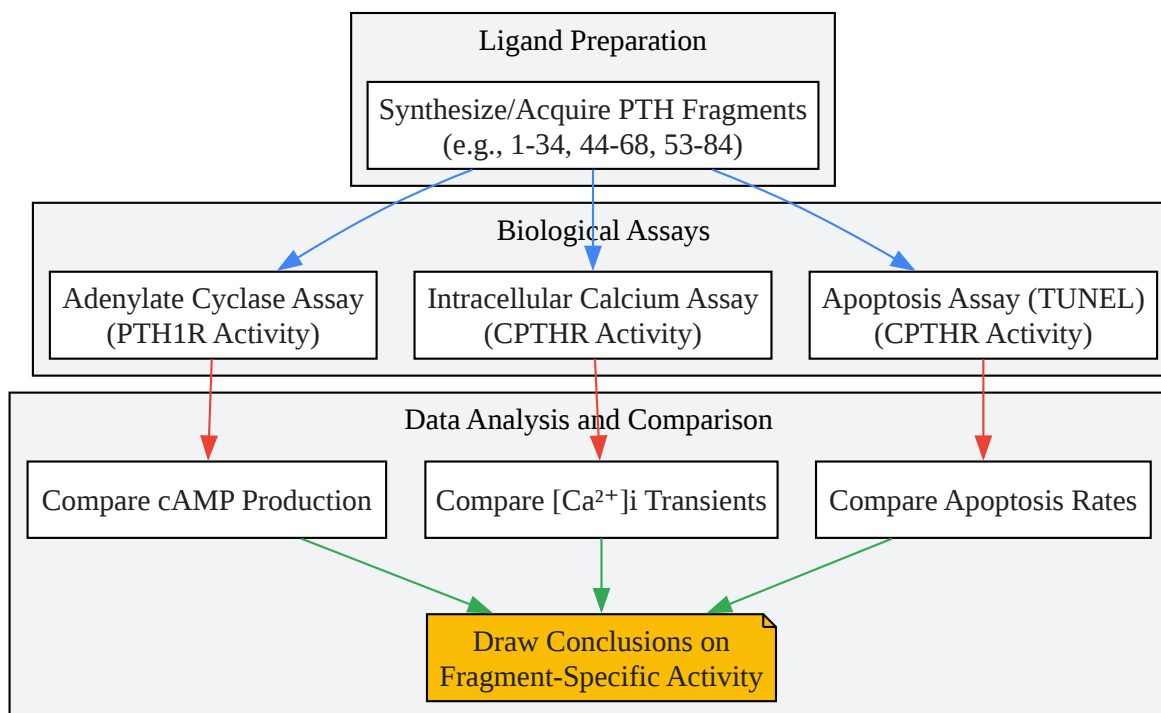 Ligand Preparation
Synthesize/Acquire PTH Fragments
(e.g., 1-34, 44-68, 53-84)
Biological Assays
Adenylate Cyclase Assay
(PTH1R Activity)
Intracellular Calcium Assay
(CPTHR Activity)
Apoptosis Assay (TUNEL)
(CPTHR Activity)
Data Analysis and Comparison
Compare cAMP Production
Compare [Ca²⁺]i Transients
Compare Apoptosis Rates
Draw Conclusions on
Fragment-Specific Activity